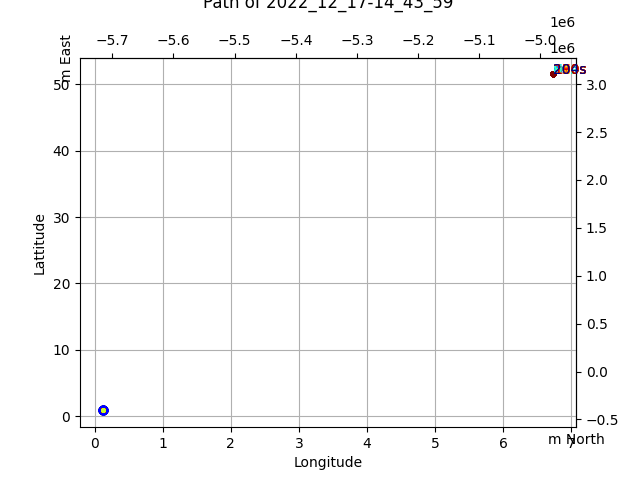 Path of 2022_12_17-14_43_59
1e6
−5.7 −5.6 −5.5 −5.4 −5.3 −5.2 −5.1 −5.0
1e6
m East
50 40 30 20 10 0
Lattitude
3.0 2.5 2.0 1.5 1.0 0.5 0.0 −0.5
0 1 2 3 4 5 6 7
m North
Longitude